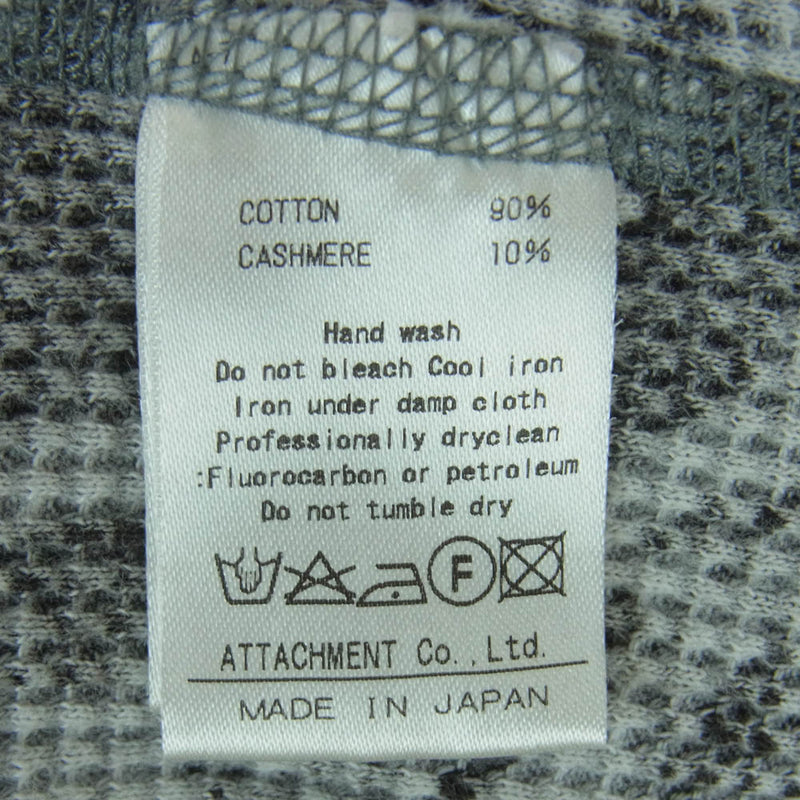 COTTON 90%
CASHMERE 10%
Hand wash
Do not bleach Cool iron
Iron under damp cloth
Professionally dryclean
:Fluorocarbon or petroleum
Do not tumble dry
F
ATTACHMENT Co.,Ltd.
MADE IN JAPAN